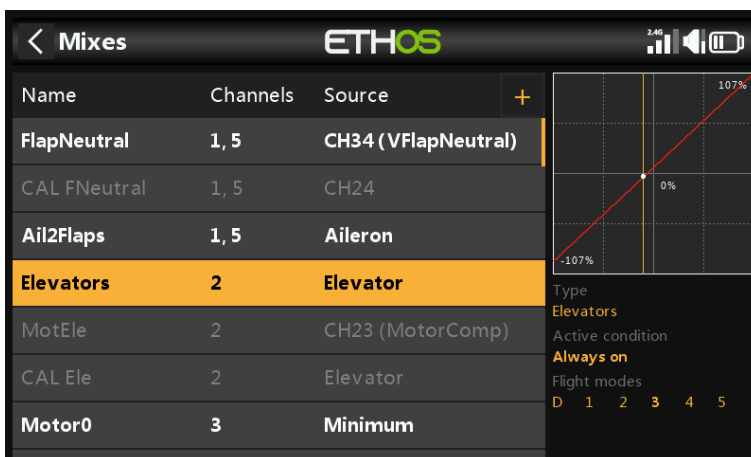 < Mixes ETHOS 2.4G
Name Channels Source +
FlapNeutral 1, 5 CH34 (VFlapNeutral)
CAL FNeutral 1, 5 CH24
Ail2Flaps 1, 5 Aileron
Elevators 2 Elevator
MotEle 2 CH23 (MotorComp)
CAL Ele 2 Elevator
Motor0 3 Minimum
107%
0%
-107%
Type
Elevators
Active condition
Always on
Flight modes
D 1 2 3 4 5